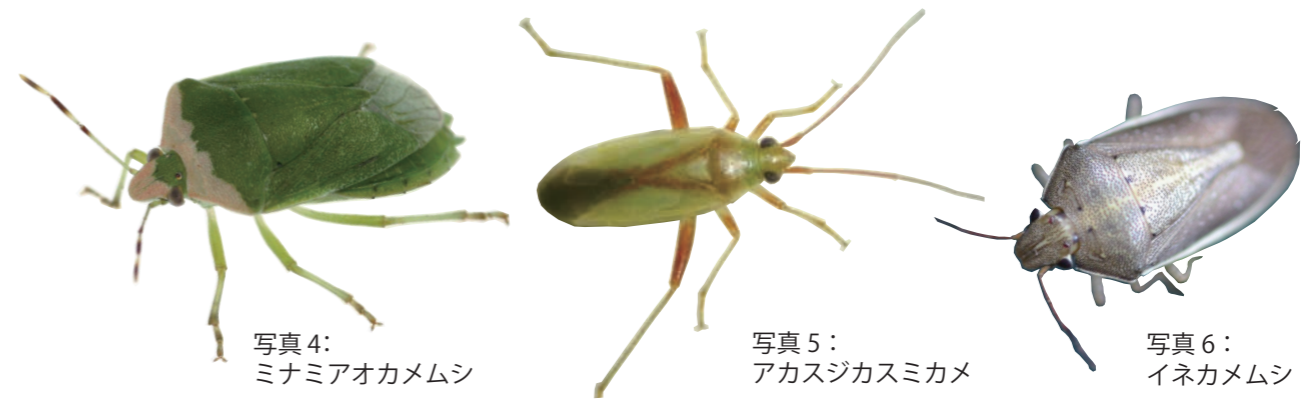 写真 4：
ミナミアオカメムシ
写真 5：
アカスジカスミカメ
写真 6：
イネカメムシ